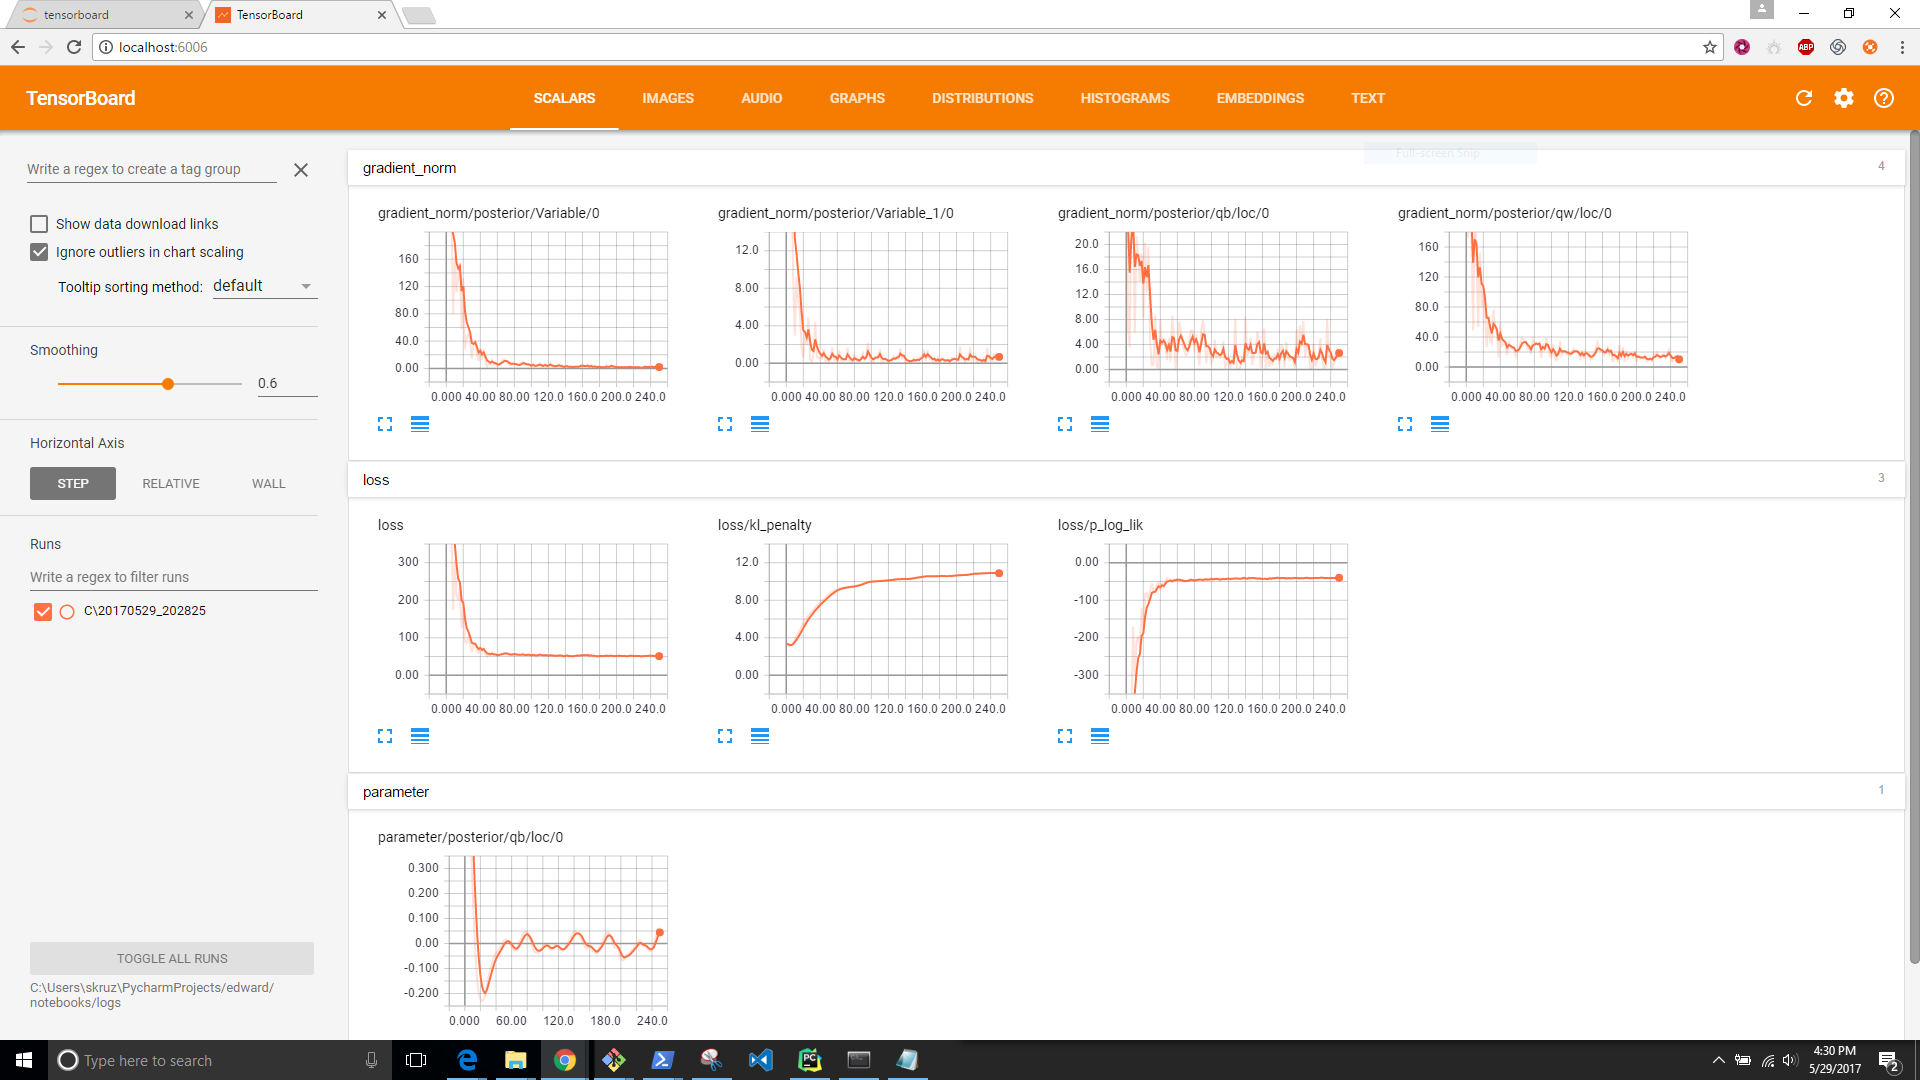 tensorboard
TensorBoard
localhost:6006
TensorBoard
SCALARS IMAGES AUDIO GRAPHS DISTRIBUTIONS HISTOGRAMS EMBEDDINGS TEXT
Write a regex to create a tag group
Show data download links
Ignore outliers in chart scaling
Tooltip sorting method: default
Smoothing
0.6
Horizontal Axis
STEP RELATIVE WALL
Runs
Write a regex to filter runs
C\20170529_202825
TOGGLE ALL RUNS
C:\Users\skruz\PycharmProjects/edward/
notebooks/logs
Full-screen Snip
gradient_norm 4
gradient_norm/posterior/Variable/0
160
120
80.0
40.0
0.00
0.000 40.00 80.00 120.0 160.0 200.0 240.0
gradient_norm/posterior/Variable_1/0
12.0
8.00
4.00
0.00
0.000 40.00 80.00 120.0 160.0 200.0 240.0
gradient_norm/posterior/qb/loc/0
20.0
16.0
12.0
8.00
4.00
0.00
0.000 40.00 80.00 120.0 160.0 200.0 240.0
gradient_norm/posterior/qw/loc/0
160
120
80.0
40.0
0.00
0.000 40.00 80.00 120.0 160.0 200.0 240.0
loss 3
loss
300
200
100
0.00
0.000 40.00 80.00 120.0 160.0 200.0 240.0
loss/kl_penalty
12.0
8.00
4.00
0.00
0.000 40.00 80.00 120.0 160.0 200.0 240.0
loss/p_log_lik
0.00
-100
-200
-300
0.000 40.00 80.00 120.0 160.0 200.0 240.0
parameter 1
parameter/posterior/qb/loc/0
0.300
0.200
0.100
0.00
-0.100
-0.200
0.000 60.00 120.0 180.0 240.0
Type here to search
4:30 PM
5/29/2017
2
ABP
PC